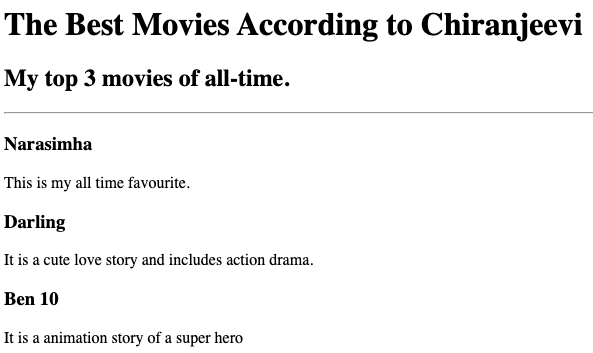 The Best Movies According to Chiranjeevi
My top 3 movies of all-time.
Narasimha
This is my all time favourite.
Darling
It is a cute love story and includes action drama.
Ben 10
It is a animation story of a super hero